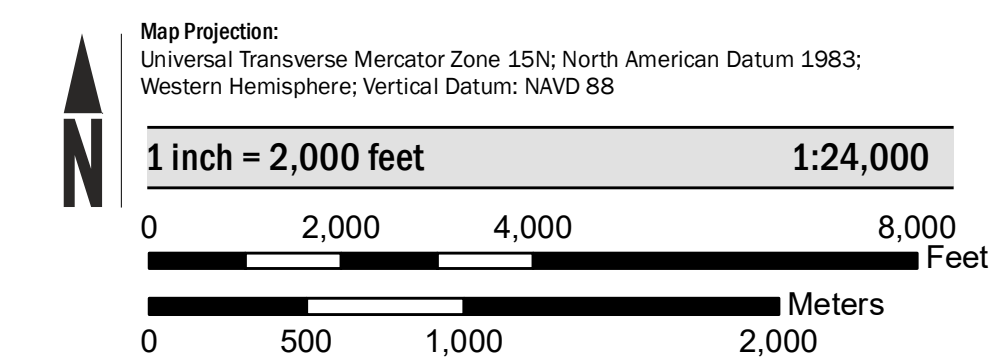 N
Map Projection:
Universal Transverse Mercator Zone 15N; North American Datum 1983;
Western Hemisphere; Vertical Datum: NAVD 88
1 inch = 2,000 feet 1:24,000
0 2,000 4,000 8,000
Feet
Meters
0 500 1,000 2,000